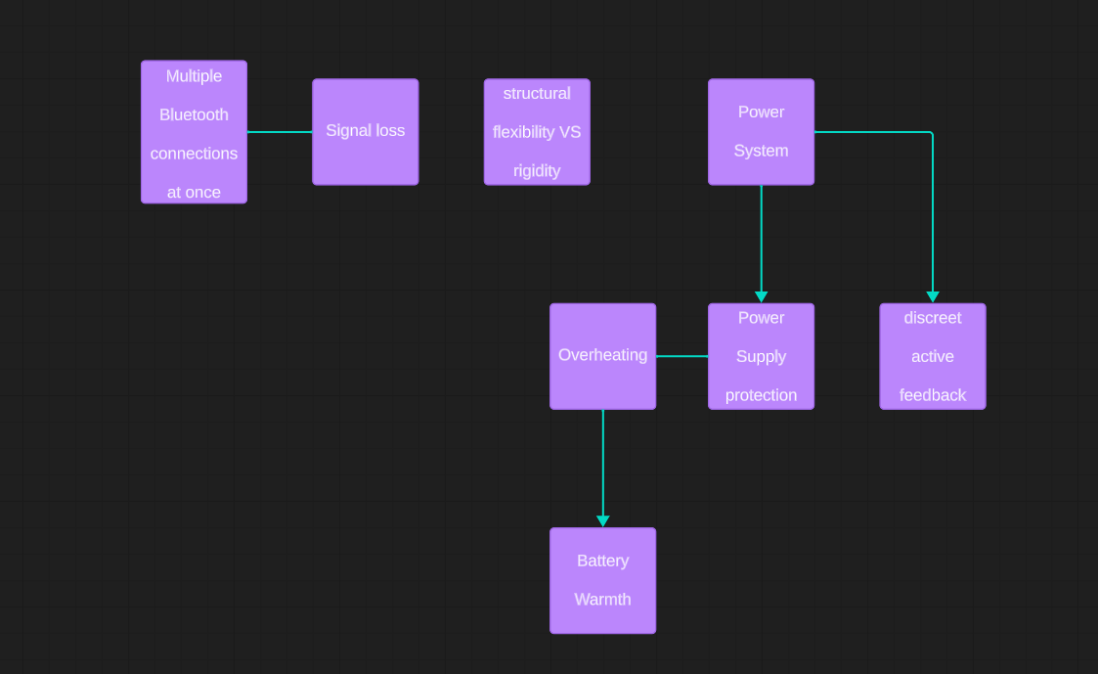 Multiple
Bluetooth
connections
at once
Signal loss
structural
flexibility VS
rigidity
Power
System
Overheating
Power
Supply
protection
discreet
active
feedback
Battery
Warmth